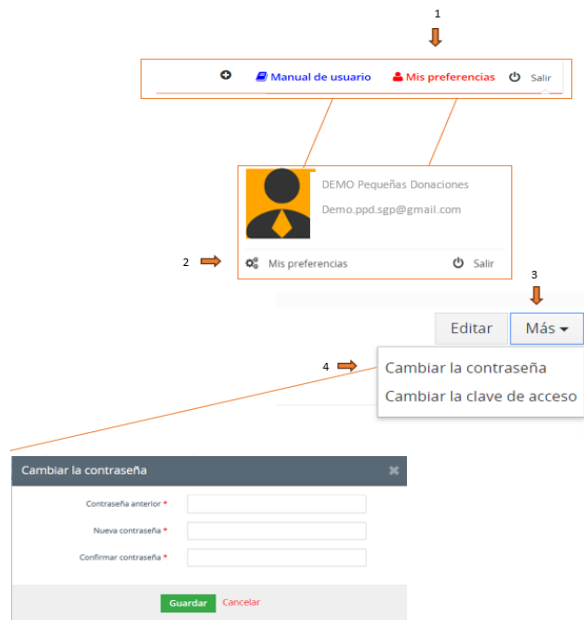 1
Manual de usuario Mis preferencias Salir
DEMO Pequeñas Donaciones
Demo.ppd.sgp@gmail.com
2 Mis preferencias Salir
3
Editar Más
4 Cambiar la contraseña
Cambiar la clave de acceso
Cambiar la contraseña
Contraseña anterior *
Nueva contraseña *
Confirmar contraseña *
Guardar Cancelar